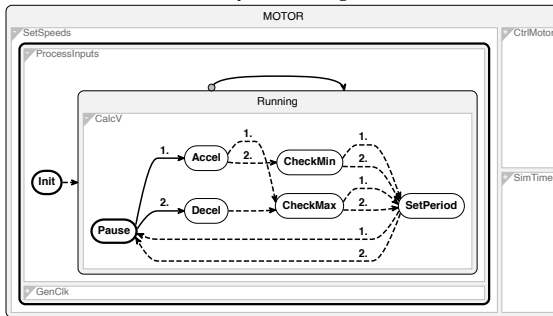 MOTOR
SetSpeeds
CtrlMotor
ProcessInputs
Running
CalcV
1.
1.
1.
Accel
2.
2.
CheckMin
Init
SimTime
1.
2.
Decel
CheckMax
2.
SetPeriod
Pause
1.
2.
GenClk